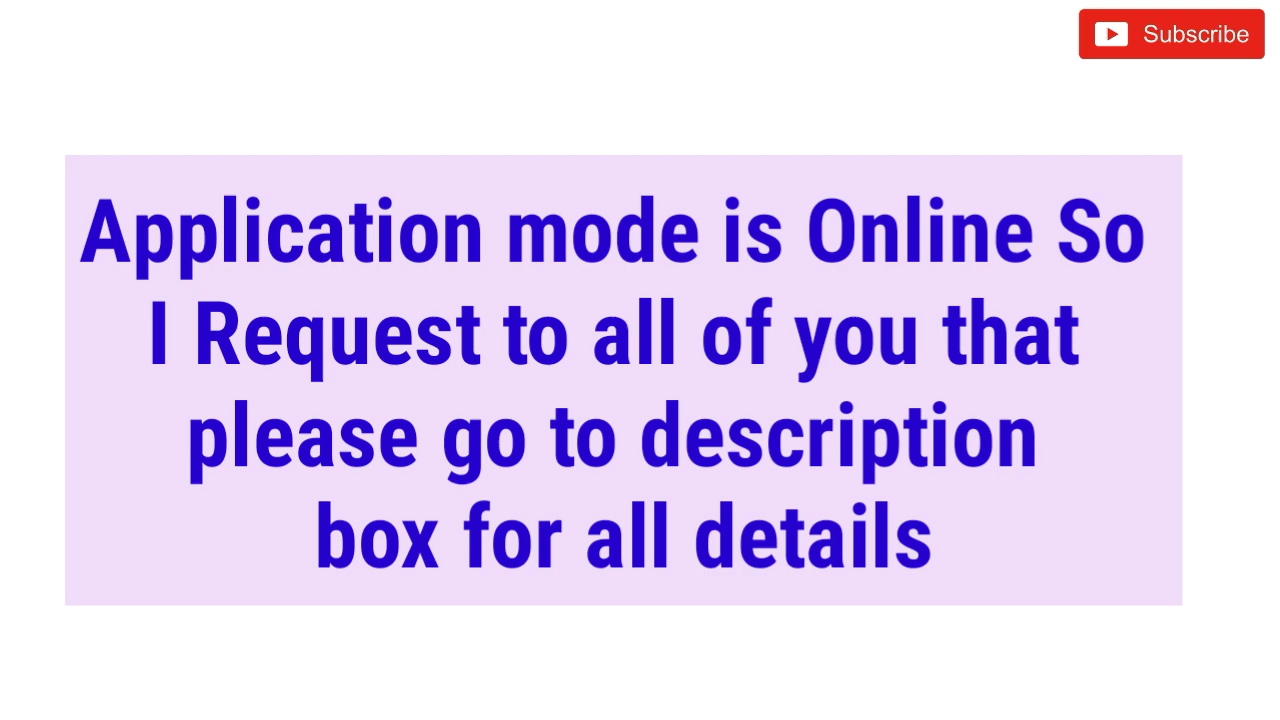 Subscribe
Application mode is Online So
I Request to all of you that
please go to description
box for all details